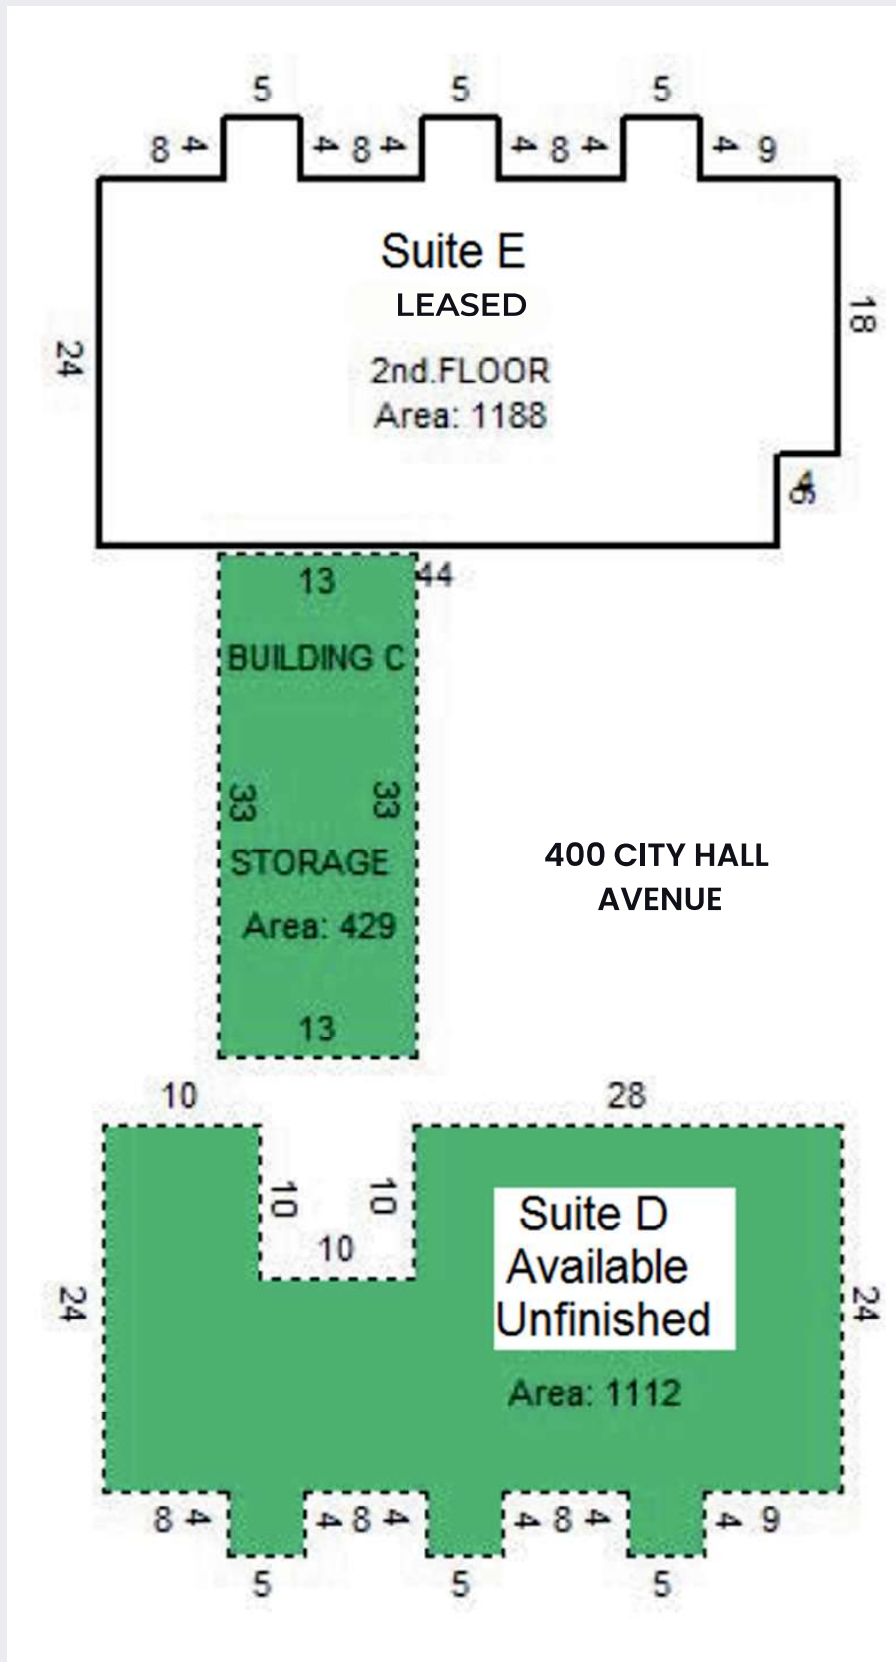 5 5 5
8 4 4 8 4 4 8 4 4 9
Suite E
LEASED
18
24
2nd.FLOOR
Area: 1188
4
6
13
44
BUILDING C
33 33
STORAGE
400 CITY HALL
AVENUE
Area: 429
13
10 28
10 10
10
Suite D
Available
Unfinished
24 24
Area: 1112
8 4 4 8 4 4 8 4 4 9
5 5 5